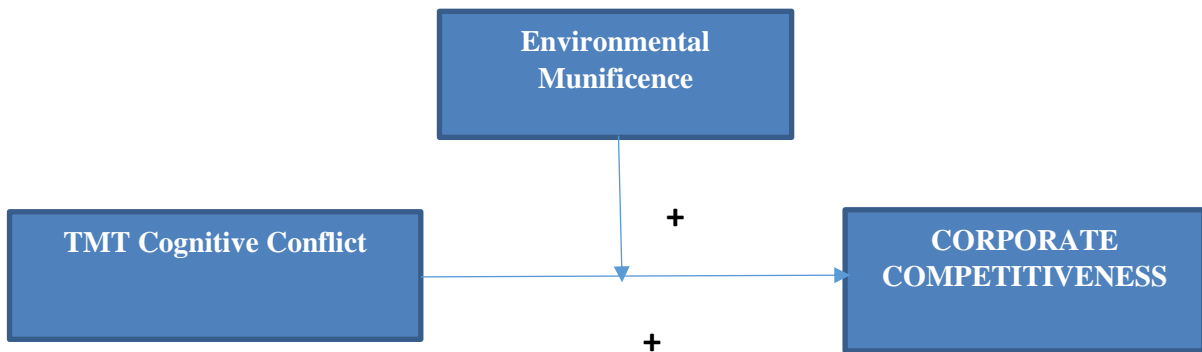 Environmental
Munificence
+
TMT Cognitive Conflict
CORPORATE
COMPETITIVENESS
+